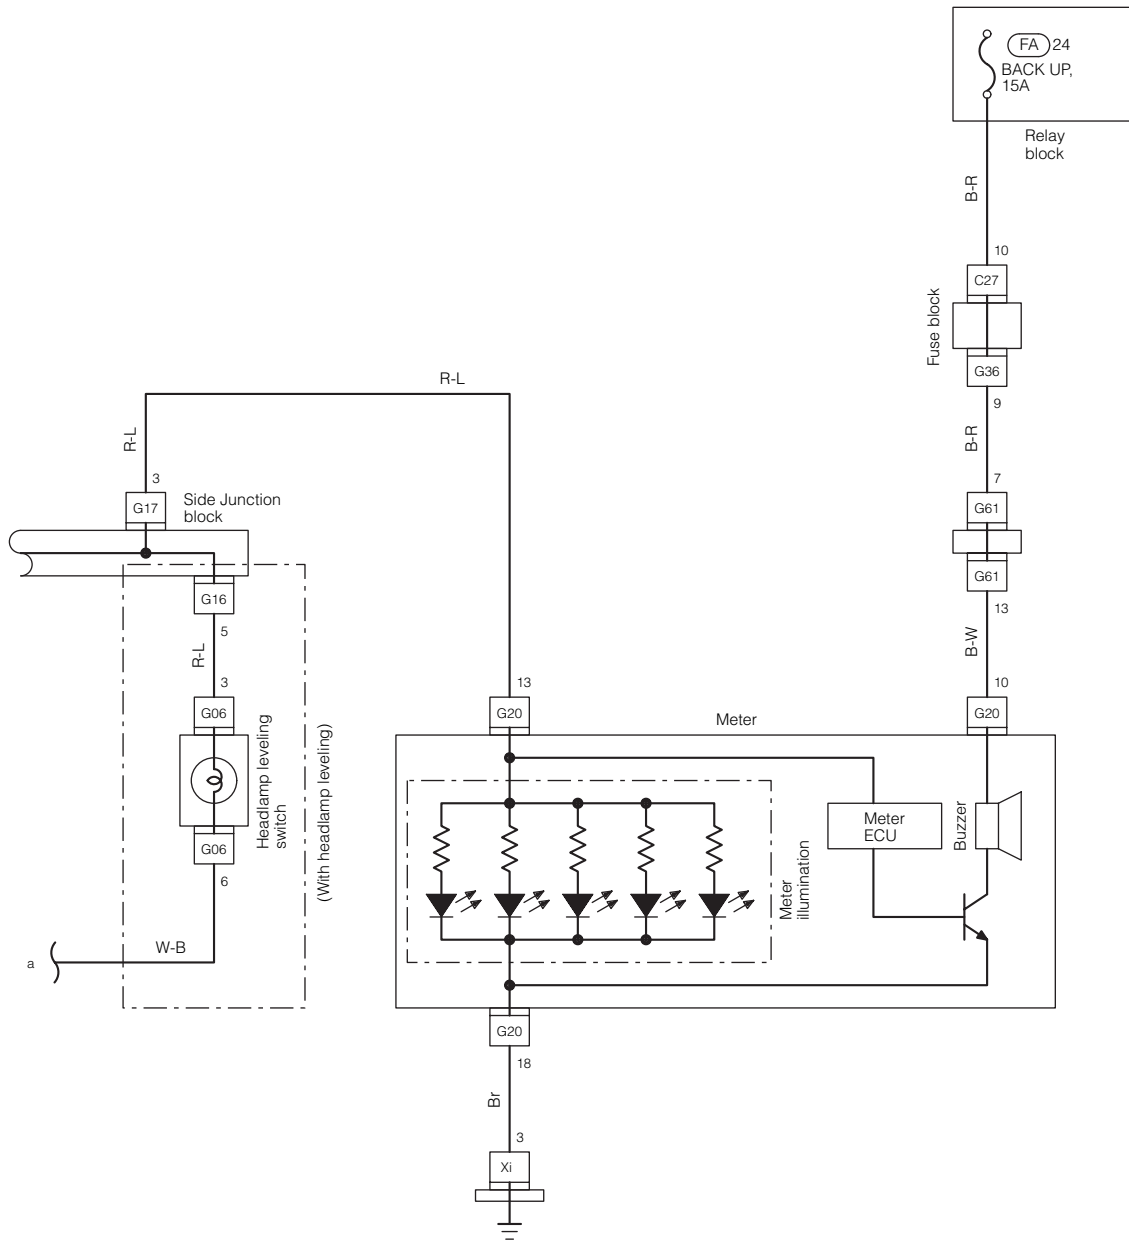 FA 24
BACK UP,
15A
Relay
block
B-R
10
C27
Fuse block
G36
9
B-R
7
G61
G61
13
B-W
10
G20
R-L
R-L
3
G17
Side Junction
block
G16
5
R-L
3
G06
Headlamp leveling
switch
G06
6
(With headlamp leveling)
W-B
a
13
G20
Meter
Meter
ECU
Buzzer
Meter
illumination
G20
18
Br
3
Xi